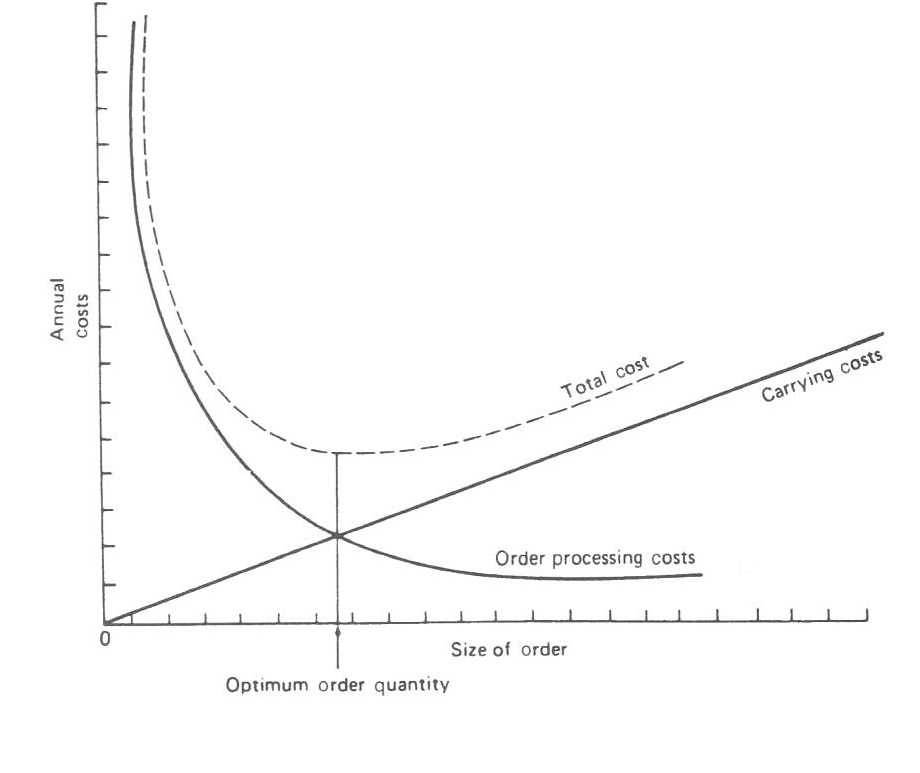 Annual
costs
Total cost
Carrying costs
Order processing costs
0
Size of order
Optimum order quantity